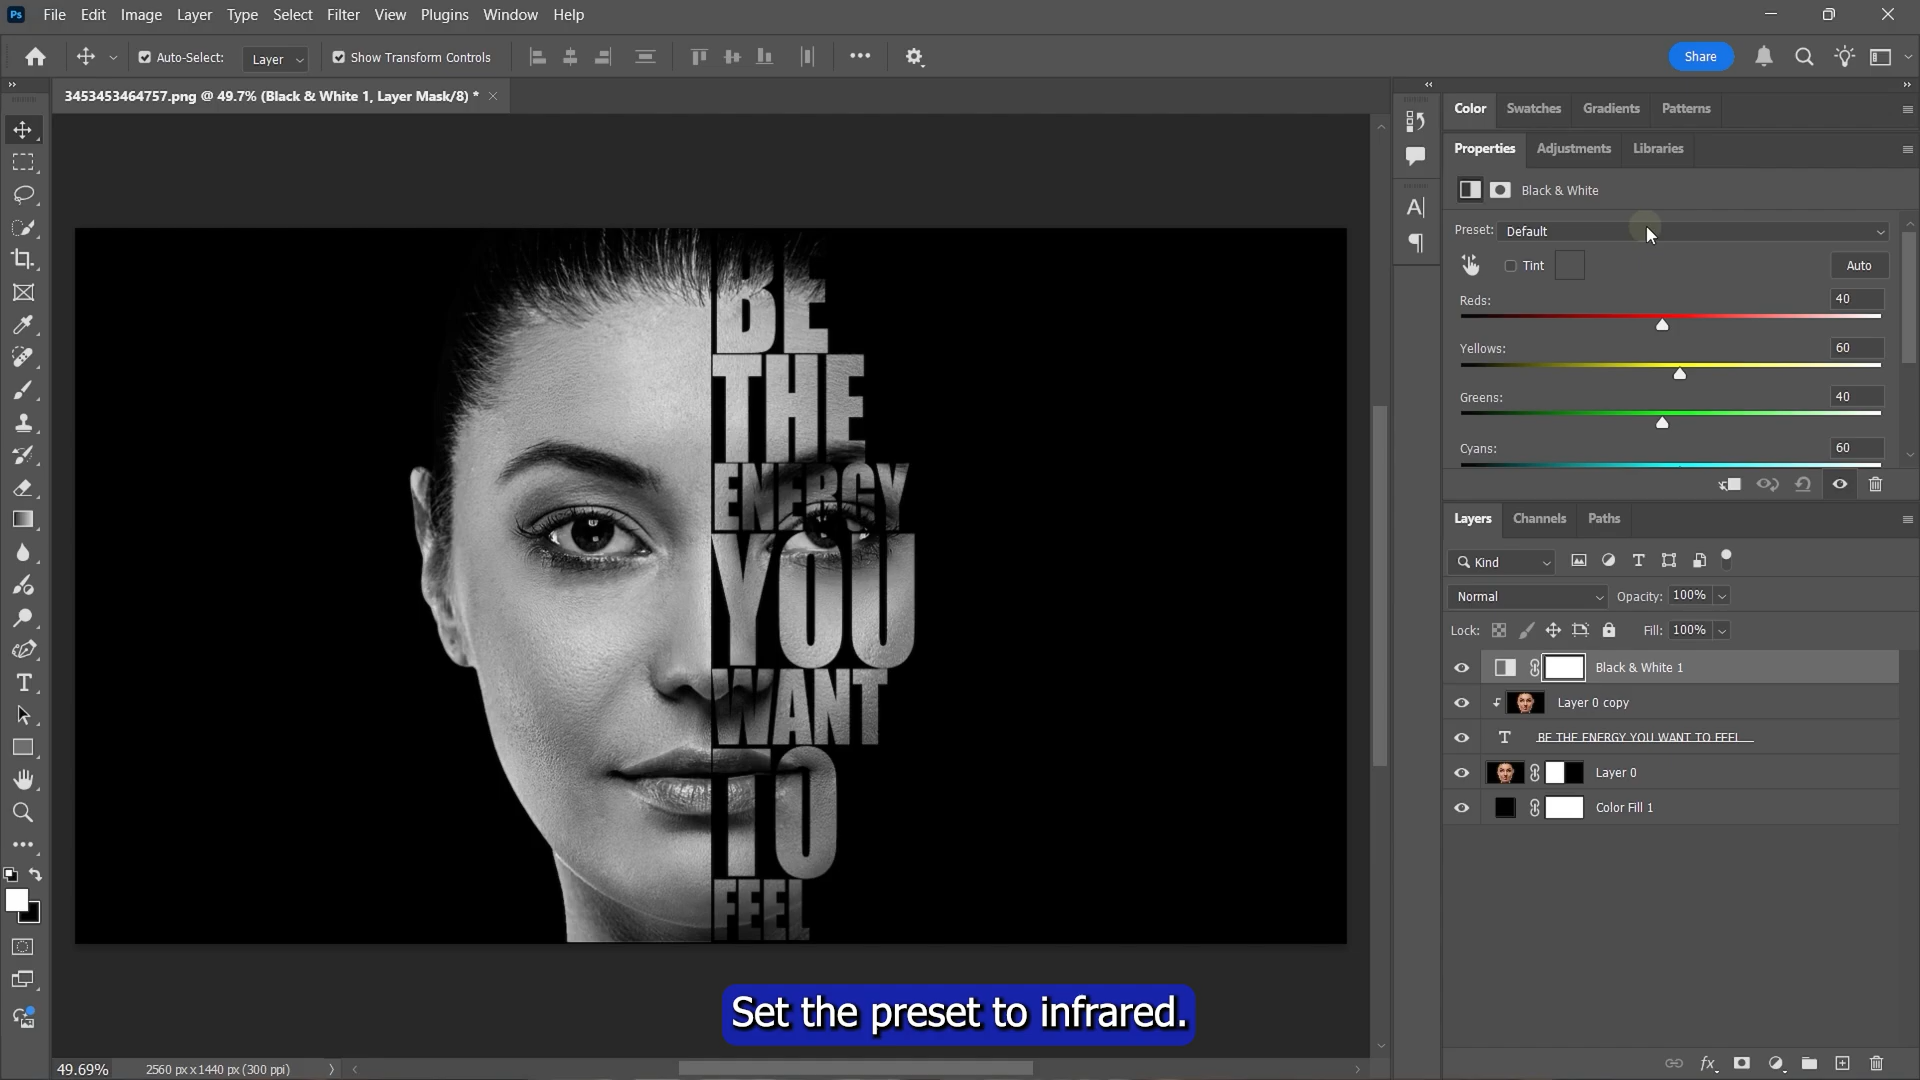 Ps File Edit Image Layer Type Select Filter View Plugins Window Help
Auto-Select: Layer Show Transform Controls Share
3453453464757.png @ 49.7% (Black & White 1, Layer Mask/8) *
Color Swatches Gradients Patterns
Properties Adjustments Libraries
Black & White
Preset: Default
Tint Auto
Reds: 40
Yellows: 60
Greens: 40
Cyans: 60
Layers Channels Paths
Kind
Normal Opacity: 100%
Lock: Fill: 100%
Black & White 1
Layer 0 copy
BE THE ENERGY YOU WANT TO FEEL
Layer 0
Color Fill 1
BE
THE
ENERGY
YOU
WANT
TO
FEEL
Set the preset to infrared.
49.69% 2560 px x 1440 px (300 ppi)